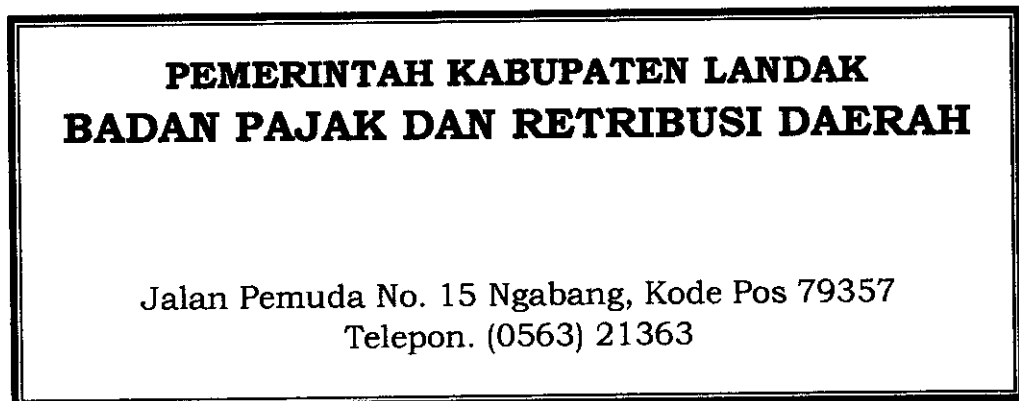 PEMERINTAH KABUPATEN LANDAK
BADAN PAJAK DAN RETRIBUSI DAERAH
Jalan Pemuda No. 15 Ngabang, Kode Pos 79357
Telepon. (0563) 21363